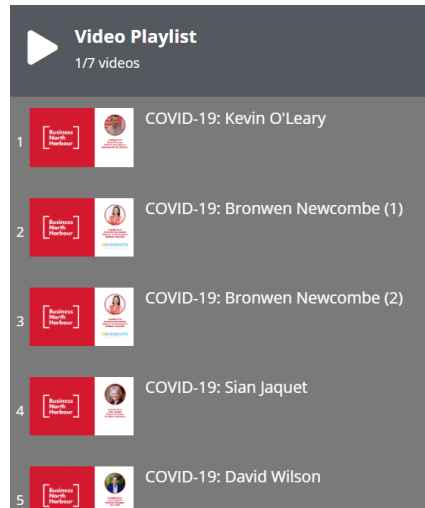 Video Playlist
1/7 videos
1
Business
North
Harbour
COVID-19: Kevin O'Leary
2
Business
North
Harbour
COVID-19: Bronwen Newcombe (1)
3
Business
North
Harbour
COVID-19: Bronwen Newcombe (2)
4
Business
North
Harbour
COVID-19: Sian Jaquet
5
Business
North
Harbour
COVID-19: David Wilson